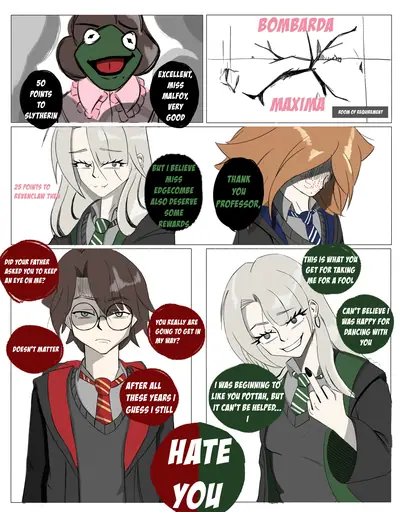 50
POINTS
TO
SLYTHERIN
EXCELLENT,
MISS
MALFOY,
VERY
GOOD
BOMBARDA
MAXIMA
ROOM OF REQUIREMENT
25 POINTS TO
REVENCLAW THEN
BUT I BELIEVE
MISS
EDGECOMBE
ALSO DESERVE
SOME
REWARDS
THANK
YOU
PROFESSOR,
DID YOUR FATHER
ASKED YOU TO KEEP
AN EYE ON ME?
YOU REALLY ARE
GOING TO GET IN
MY WAY?
DOESN'T MATTER
AFTER ALL
THESE YEARS I
GUESS I STILL
THIS IS WHAT YOU
GET FOR TAKING
ME FOR A FOOL
CAN'T BELIEVE I
WAS HAPPY FOR
DANCING WITH
YOU
I WAS BEGINNING TO
LIKE YOU POTTAH, BUT
IT CAN'T BE HELPED...
I
HATE
YOU